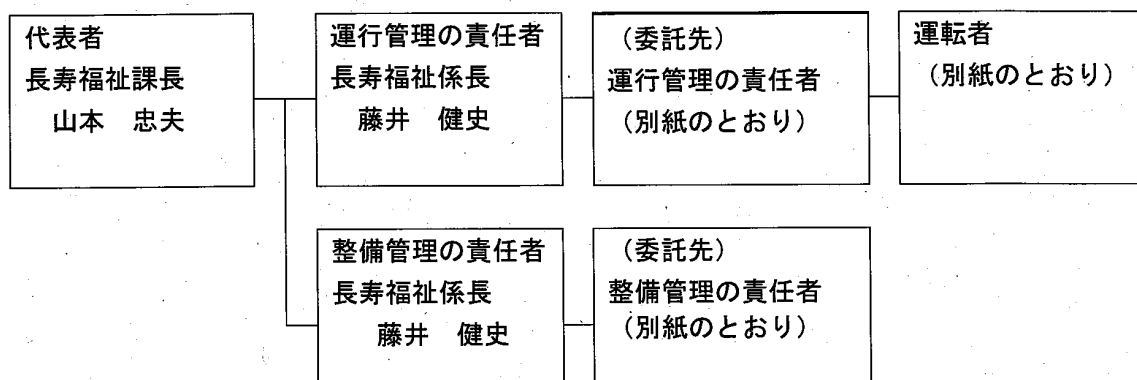 代表者
長寿福祉課長
山本　忠夫
運行管理の責任者
長寿福祉係長
藤井　健史
（委託先）
運行管理の責任者
（別紙のとおり）
運転者
（別紙のとおり）
整備管理の責任者
長寿福祉係長
藤井　健史
（委託先）
整備管理の責任者
（別紙のとおり）